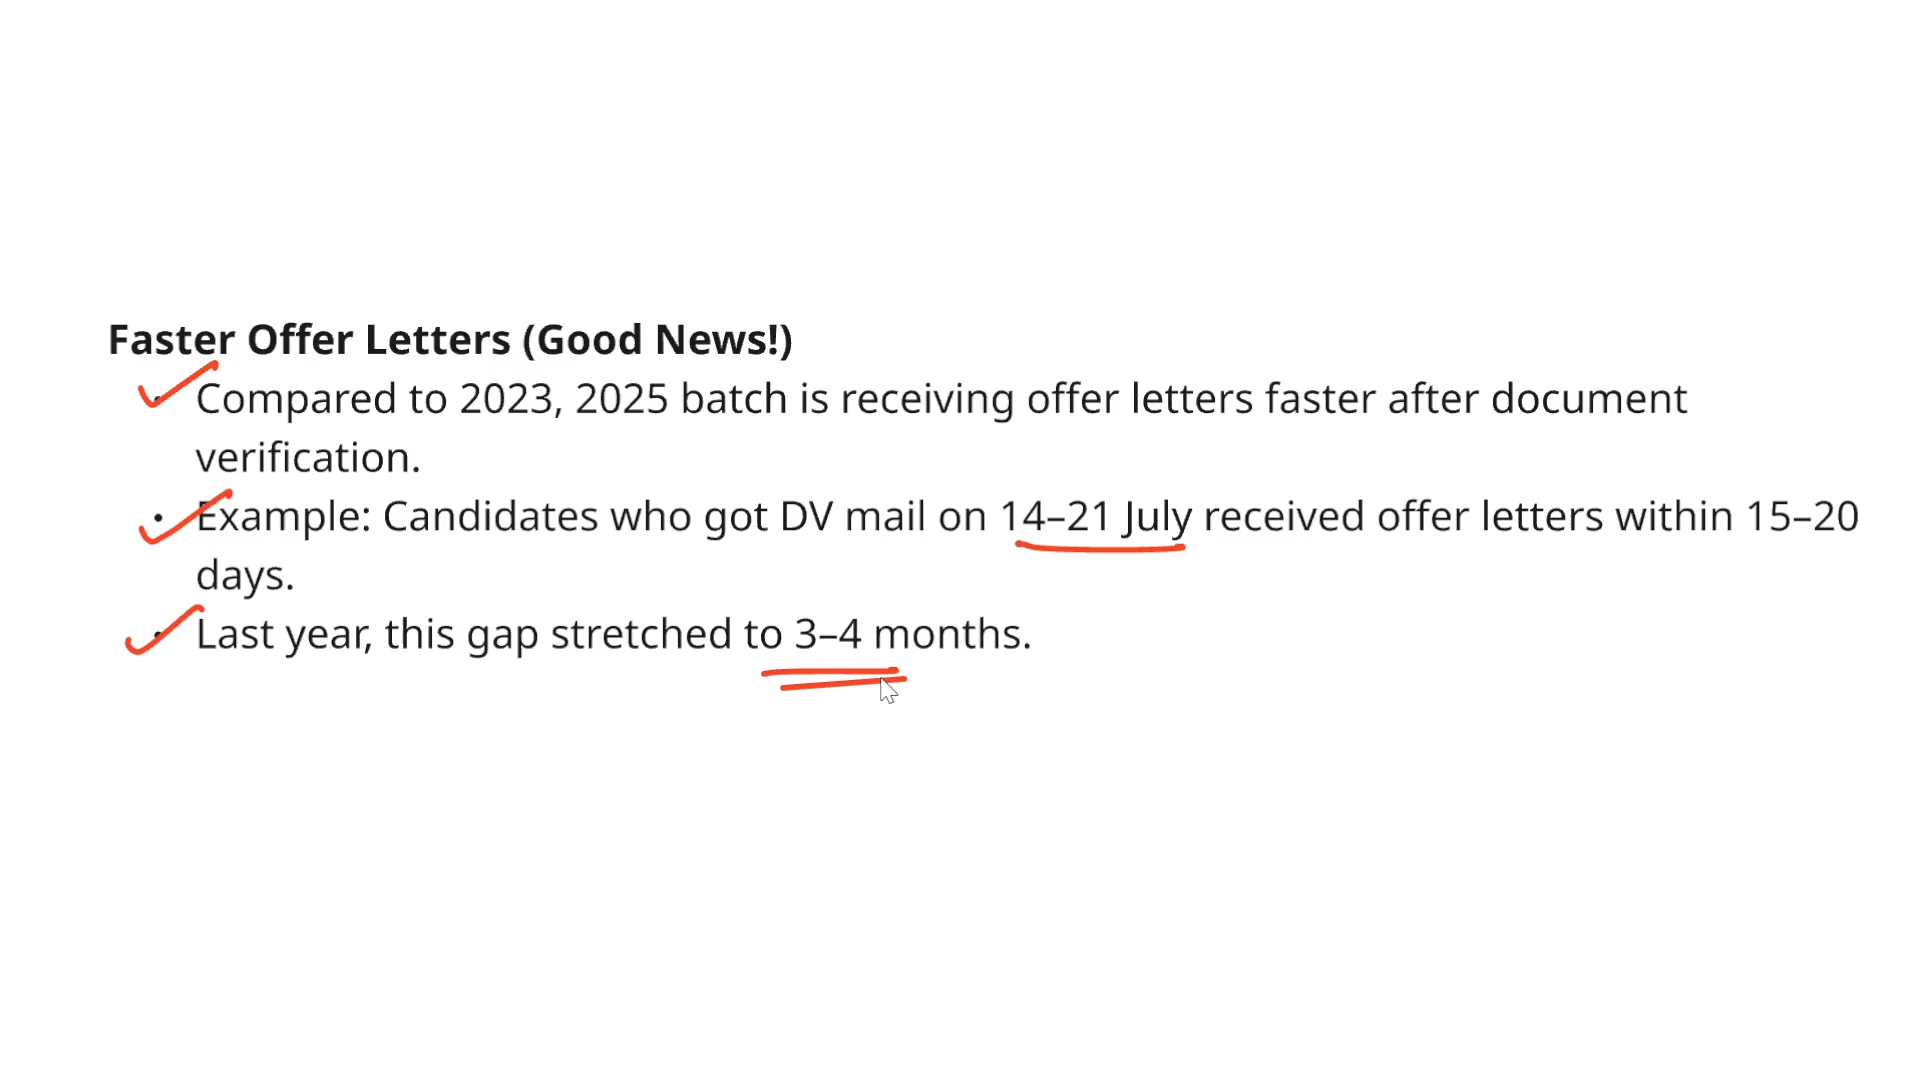 Faster Offer Letters (Good News!)
• Compared to 2023, 2025 batch is receiving offer letters faster after document
verification.
• Example: Candidates who got DV mail on 14–21 July received offer letters within 15–20
days.
• Last year, this gap stretched to 3–4 months.